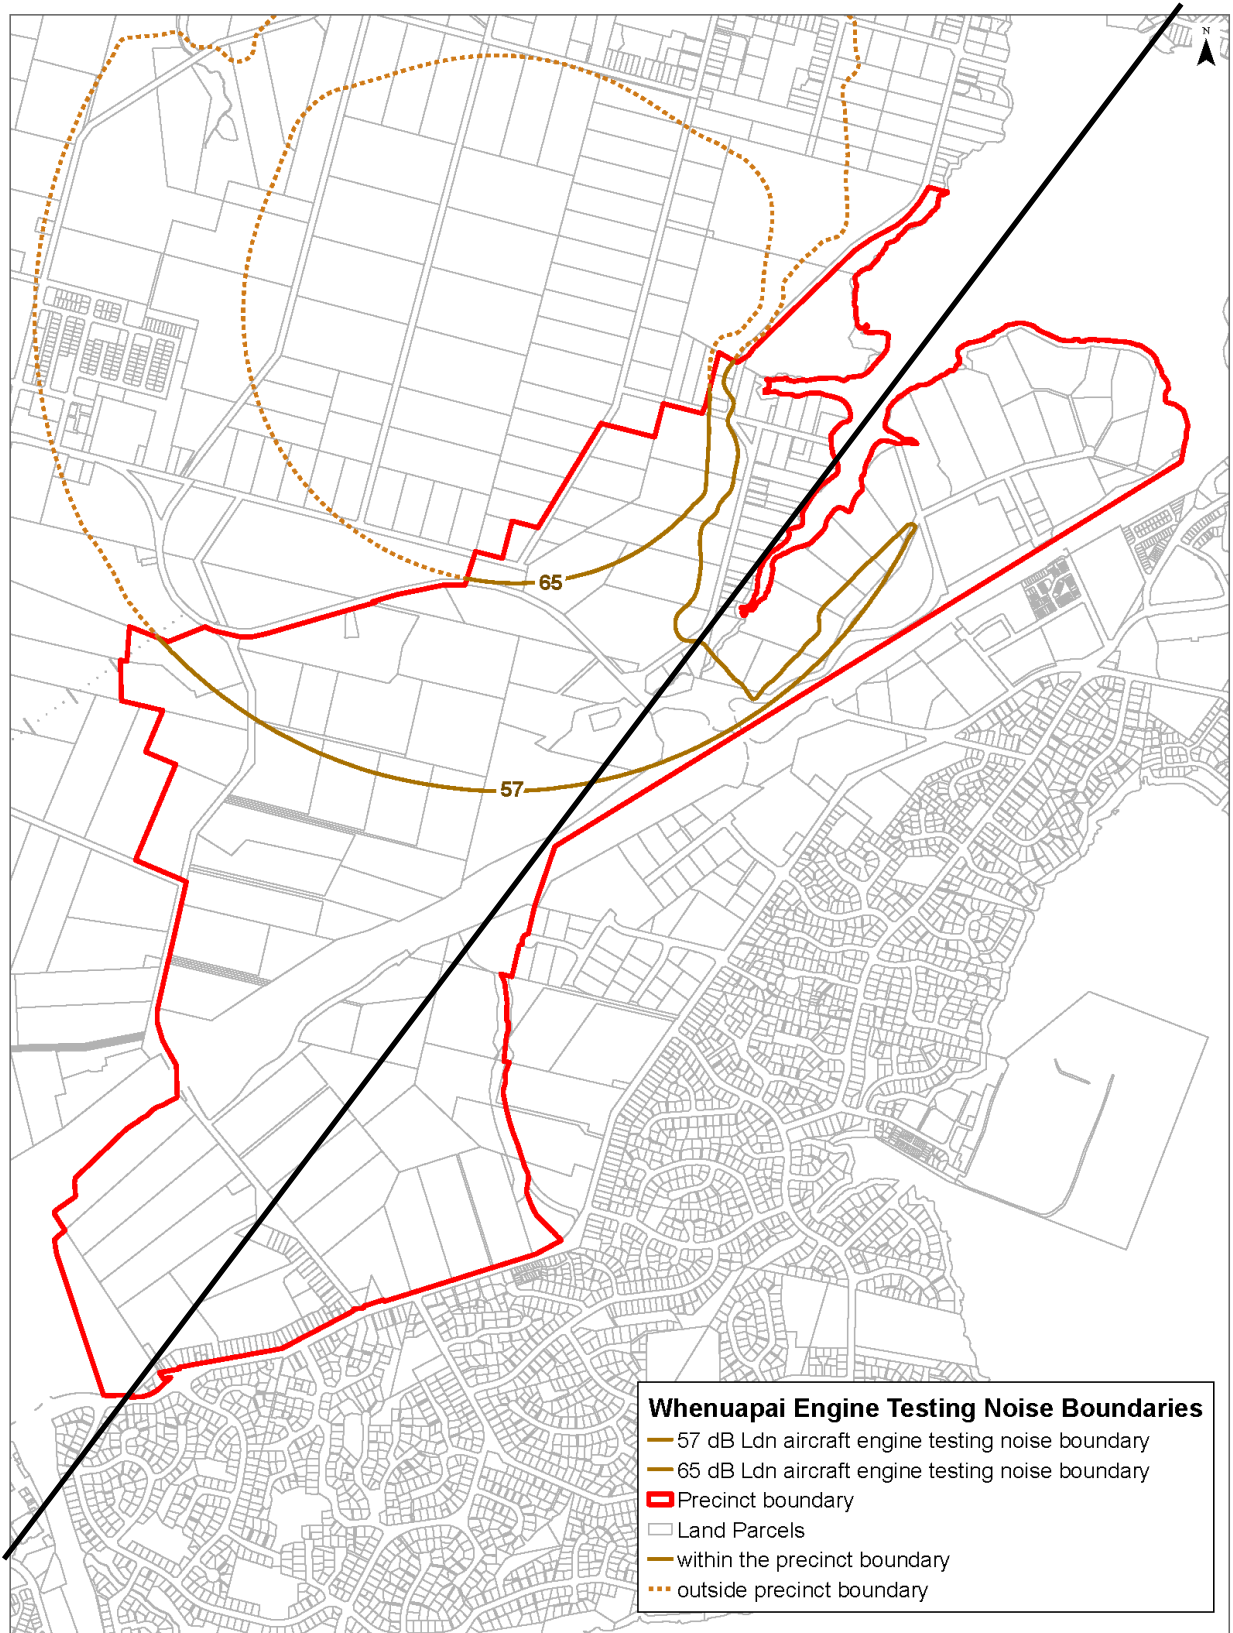 N
65
57
Whenuapai Engine Testing Noise Boundaries
57 dB Ldn aircraft engine testing noise boundary
65 dB Ldn aircraft engine testing noise boundary
Precinct boundary
Land Parcels
within the precinct boundary
outside precinct boundary